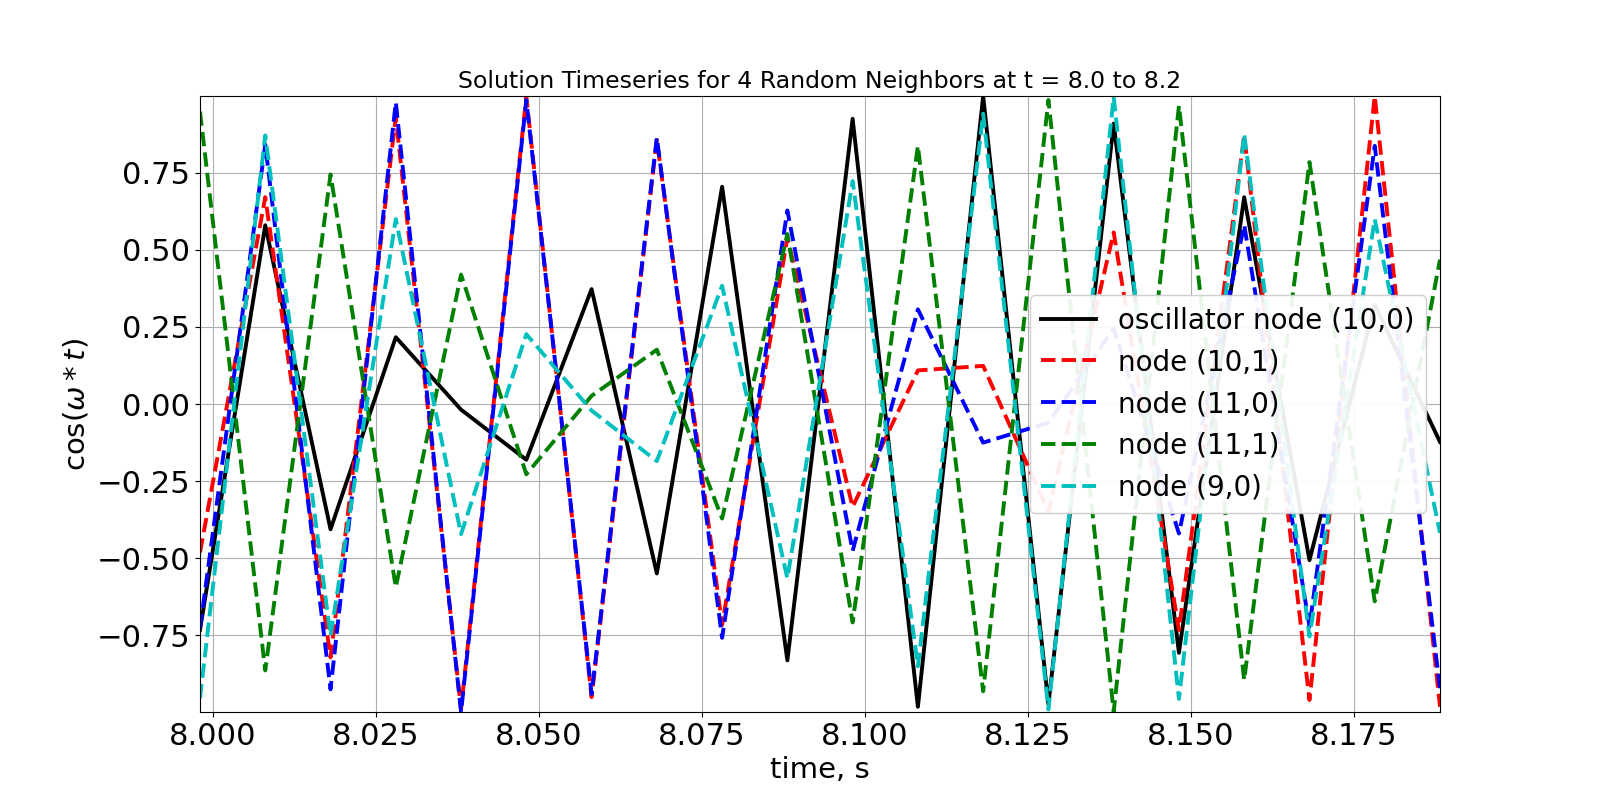 Solution Timeseries for 4 Random Neighbors at t = 8.0 to 8.2
cos(ω * t)
0.75
0.50
0.25
0.00
−0.25
−0.50
−0.75
oscillator node (10,0)
node (10,1)
node (11,0)
node (11,1)
node (9,0)
8.000 8.025 8.050 8.075 8.100 8.125 8.150 8.175
time, s